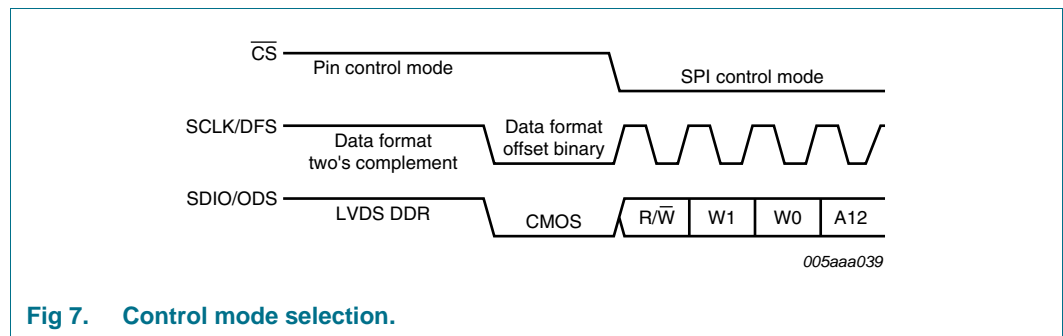 CS
Pin control mode
SPI control mode
SCLK/DFS
Data format
two's complement
Data format
offset binary
SDIO/ODS
LVDS DDR
CMOS
R/W
W1
W0
A12
005aaa039
Fig 7. Control mode selection.